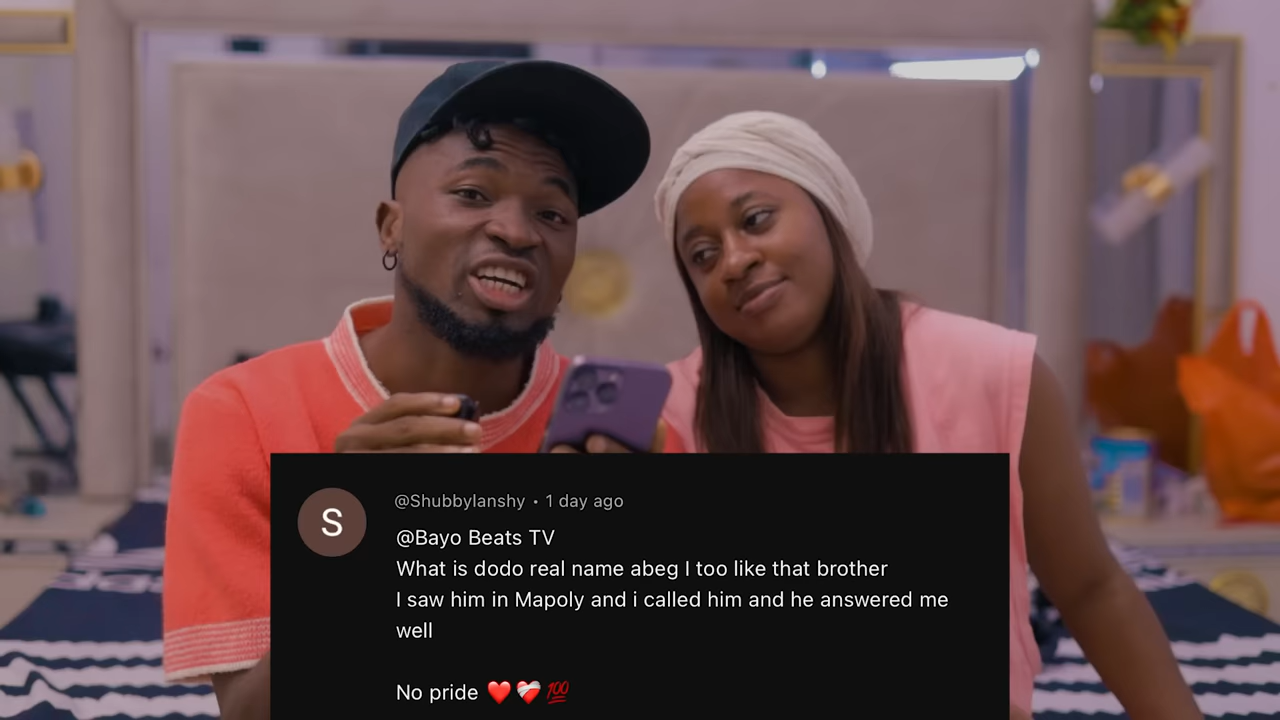 S
@Shubbylanshy • 1 day ago
@Bayo Beats TV
What is dodo real name abeg I too like that brother
I saw him in Mapoly and i called him and he answered me
well
No pride ❤️❤️‍🩹💯